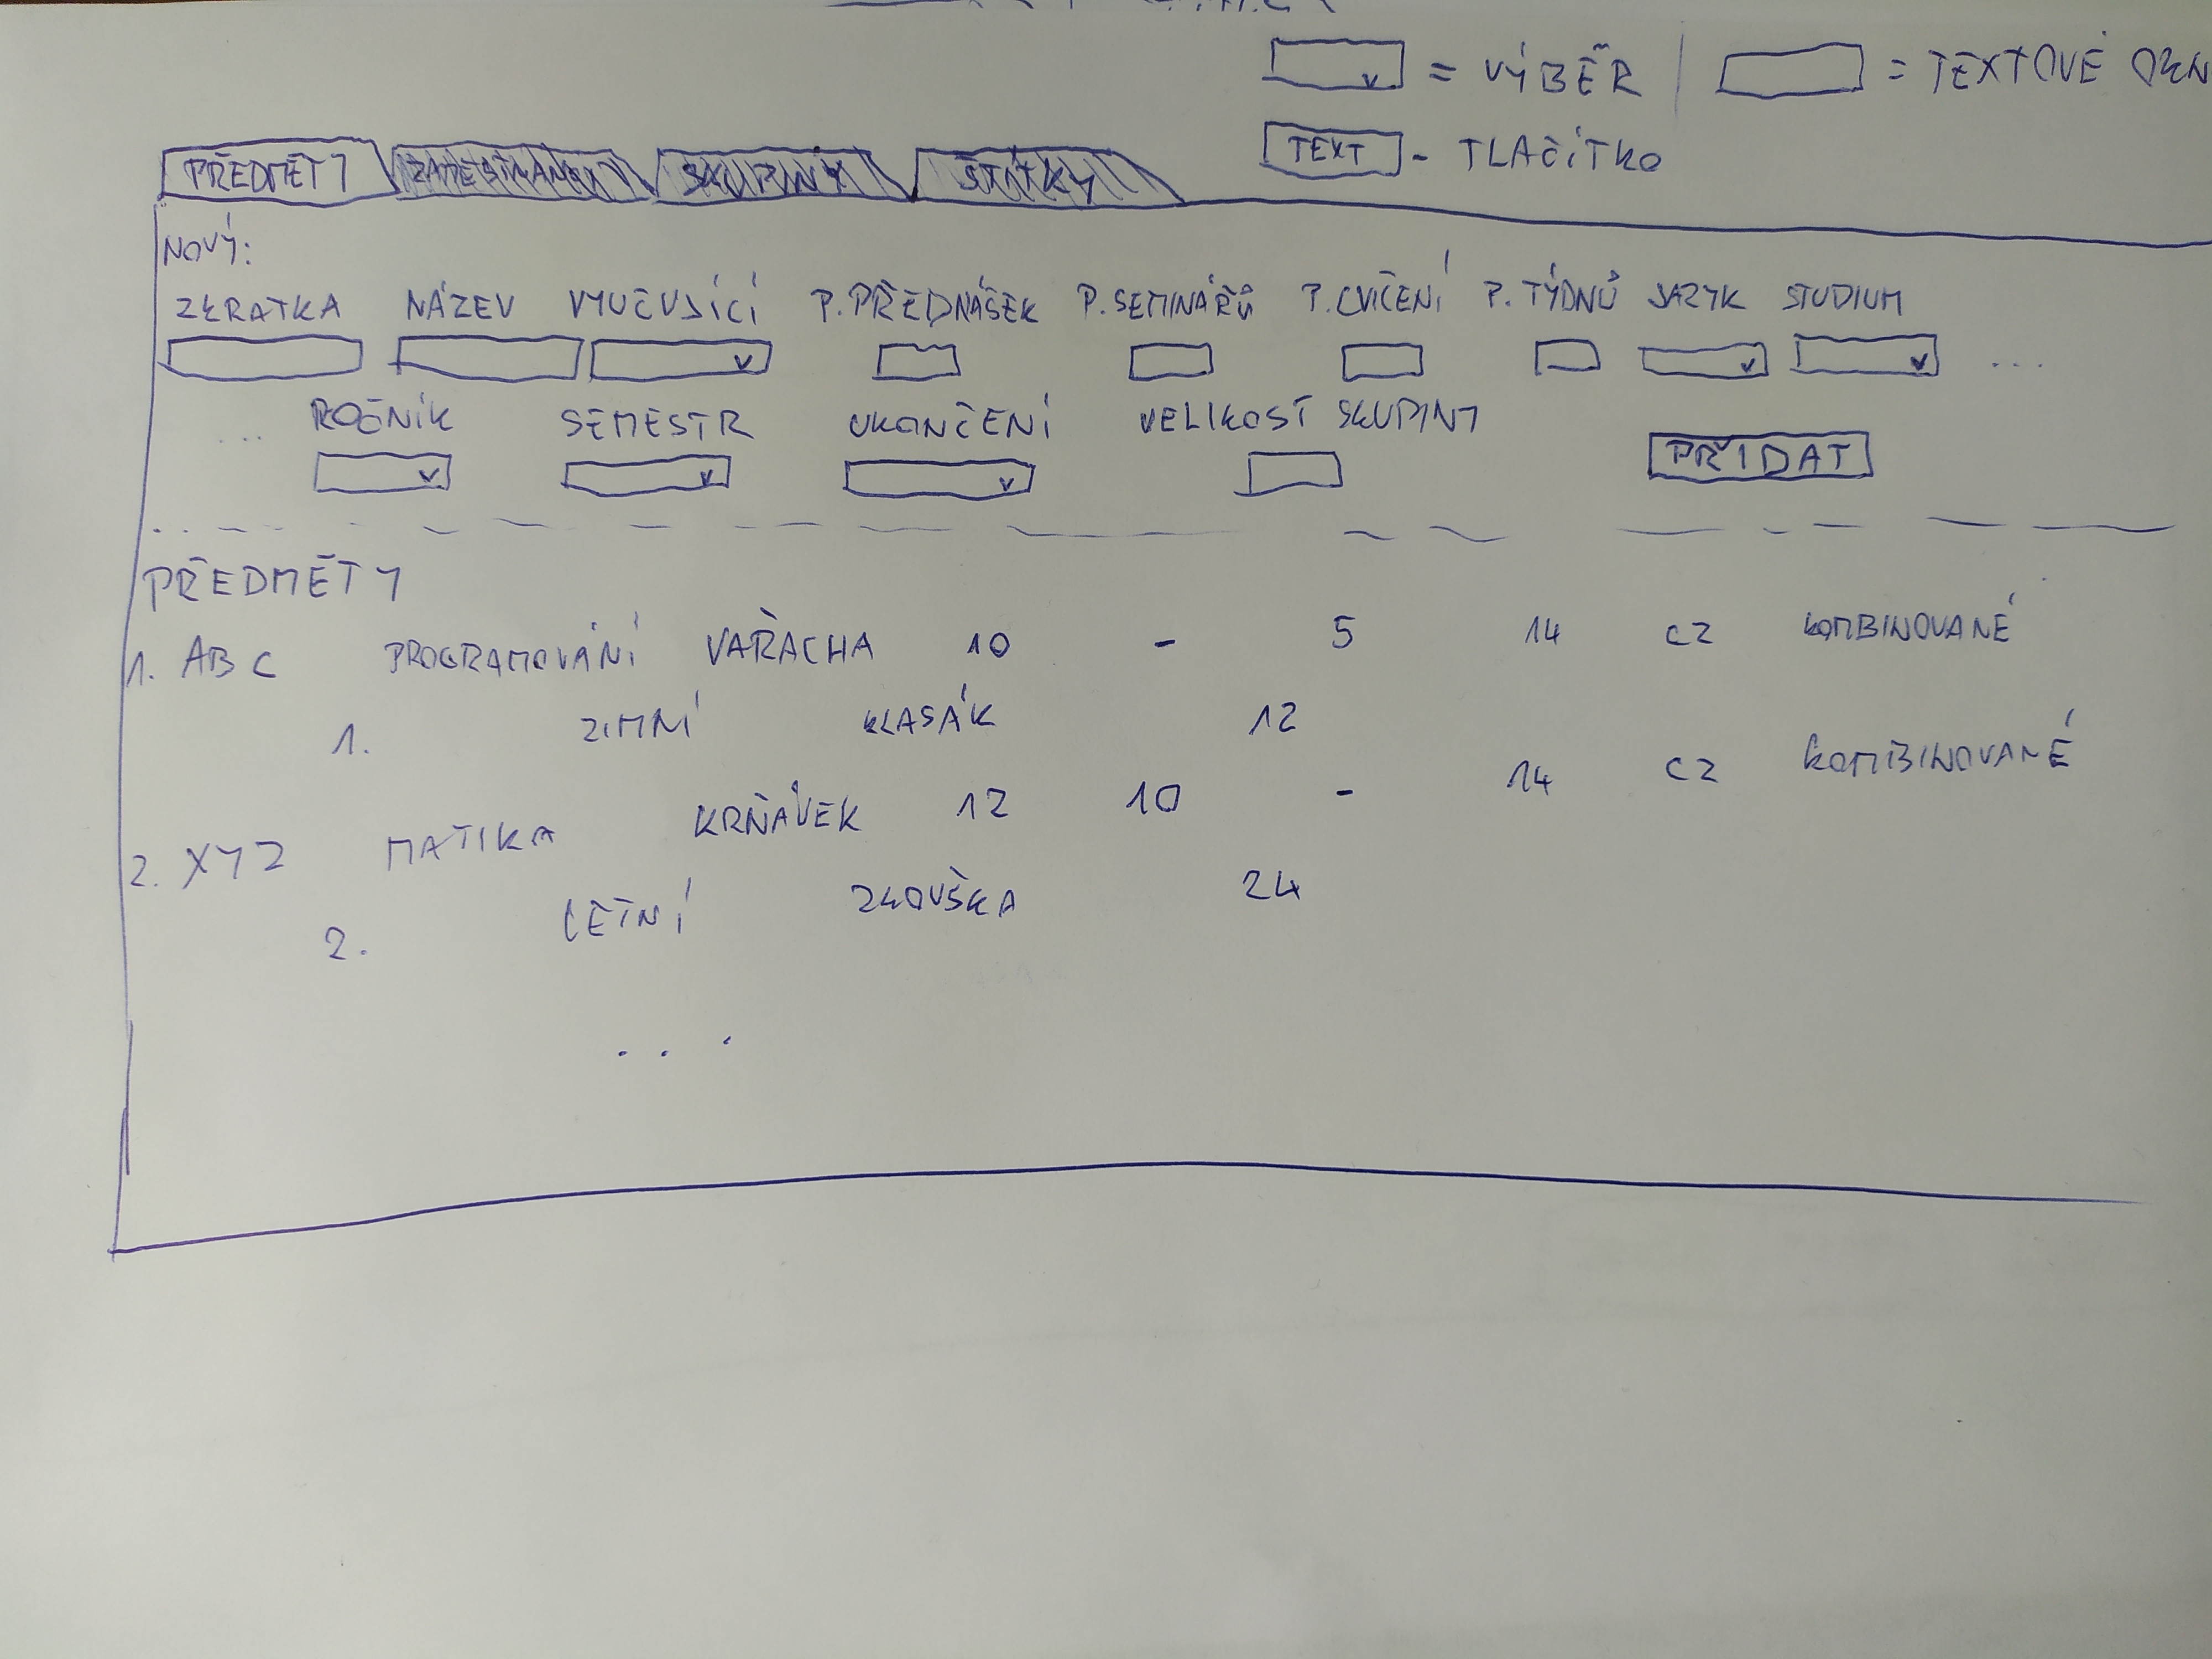 = VÝBĚR | = TEXTOVÉ OKN
TEXT - TLAČÍTKO
PŘEDMĚTY ZAMĚSTNANCI SKUPINY ŠTÍTKY
NOVÝ:
ZKRATKA NÁZEV VYUČUJÍCÍ P. PŘEDNÁŠEK P. SEMINÁŘŮ P. CVIČENÍ P. TÝDNŮ JAZYK STUDIUM
...
... ROČNÍK SEMESTR UKONČENÍ VELIKOST SKUPINY
PŘIDAT
PŘEDMĚTY
1. ABC PROGRAMOVÁNÍ VAŘACHA 10 - 5 14 CZ KOMBINOVANÉ
1. ZIMNÍ KLASÁK 12
2. XYZ MATIKA KRŇÁVEK 12 10 - 14 CZ KOMBINOVANÉ
2. LETNÍ ZKOUŠKA 24
...